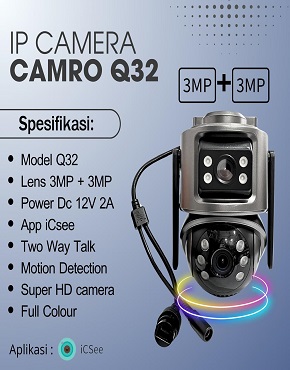 IP CAMERA
CAMRO Q32
3MP + 3MP
Spesifikasi:
• Model Q32
• Lens 3MP + 3MP
• Power Dc 12V 2A
• App iCsee
• Two Way Talk
• Motion Detection
• Super HD camera
• Full Colour
Aplikasi : iCSee